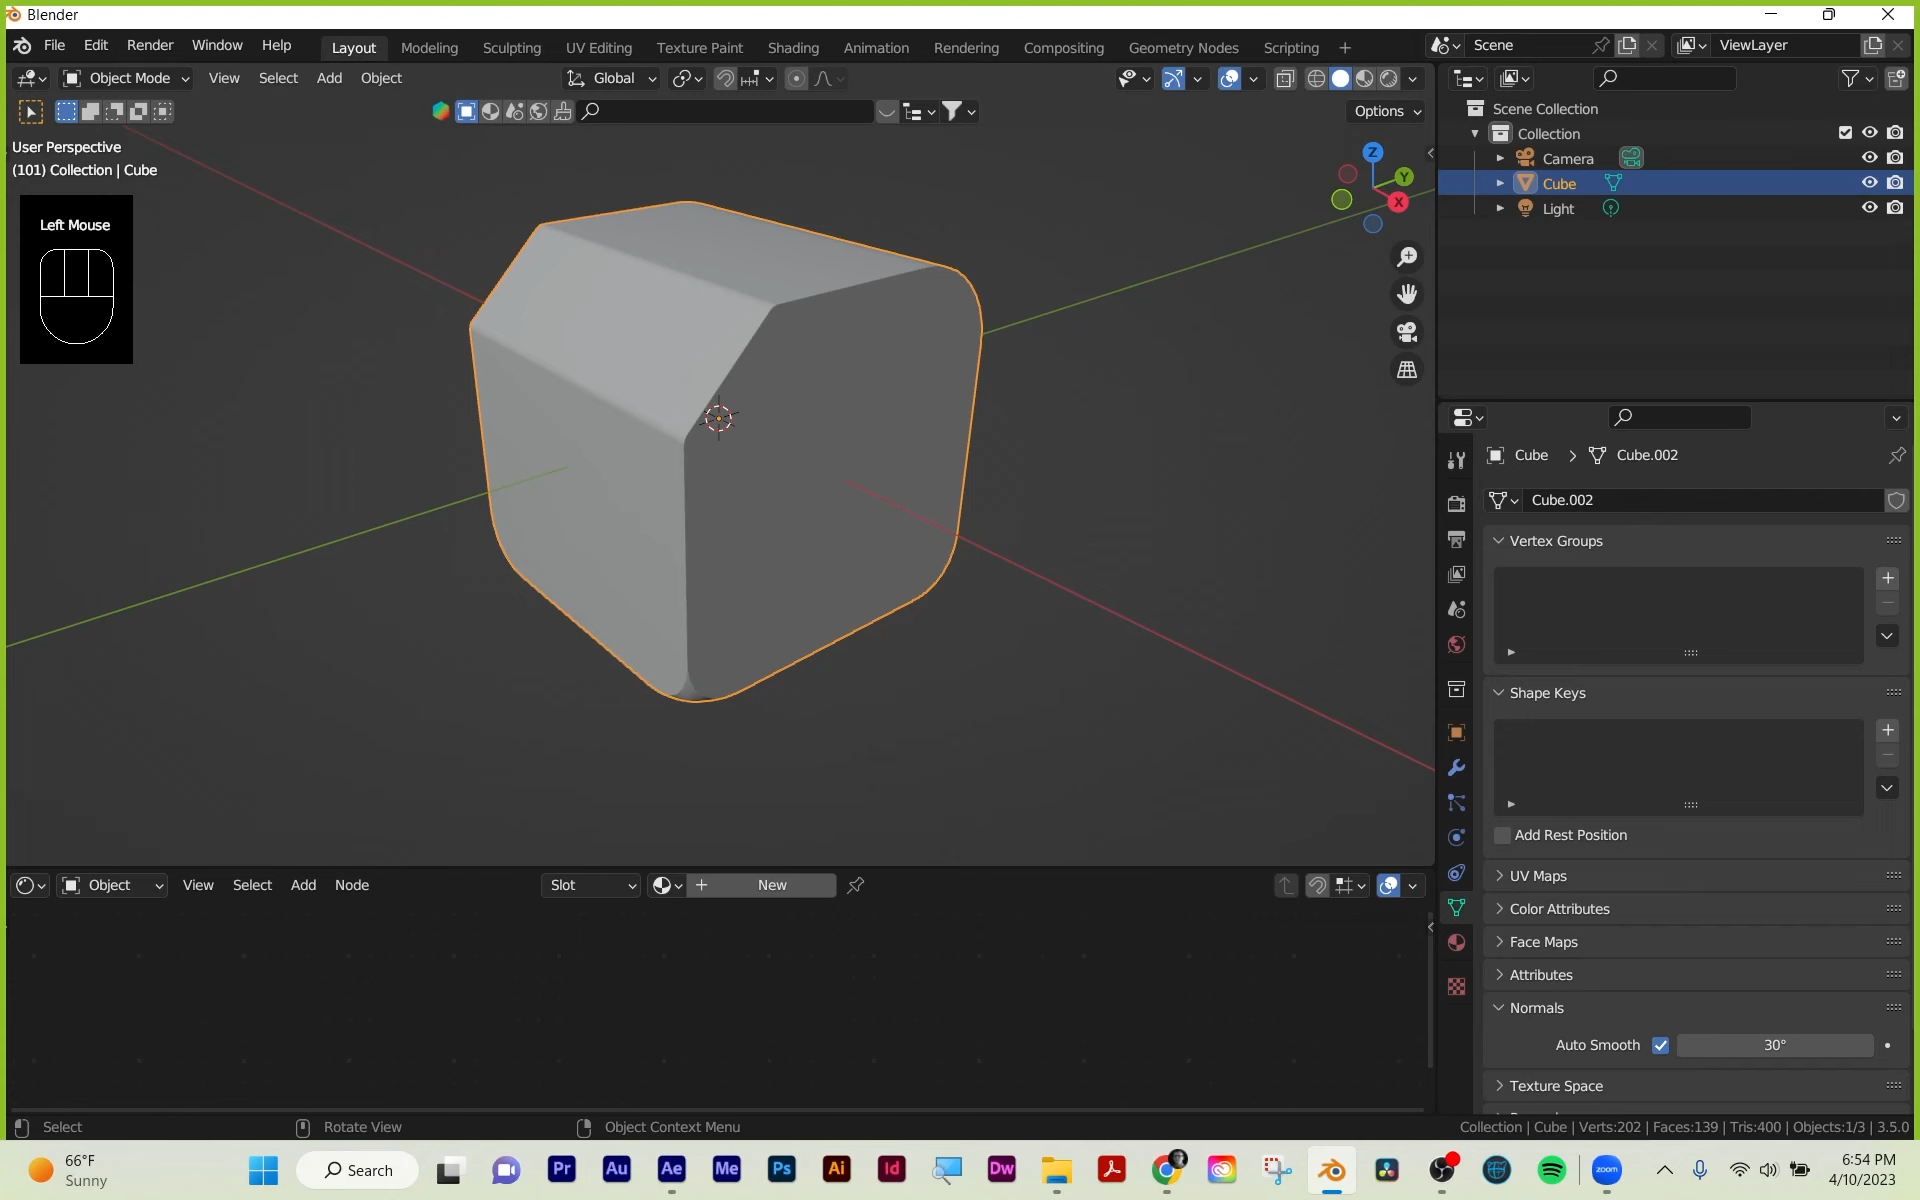 Blender
File Edit Render Window Help Layout Modeling Sculpting UV Editing Texture Paint Shading Animation Rendering Compositing Geometry Nodes Scripting + Scene ViewLayer
Object Mode View Select Add Object Global
Options
User Perspective
(101) Collection | Cube
Left Mouse
Z
Y
X
Scene Collection
Collection
Camera
Cube
Light
Cube > Cube.002
Cube.002
Vertex Groups
Shape Keys
Add Rest Position
UV Maps
Color Attributes
Face Maps
Attributes
Normals
Auto Smooth 30°
Texture Space
Object View Select Add Node Slot + New
Select Rotate View Object Context Menu Collection | Cube | Verts:202 | Faces:139 | Tris:400 | Objects:1/3 | 3.5.0
66°F
Sunny
Search
Pr Au Ae Me Ps Ai Id Dw zoom
6:54 PM
4/10/2023